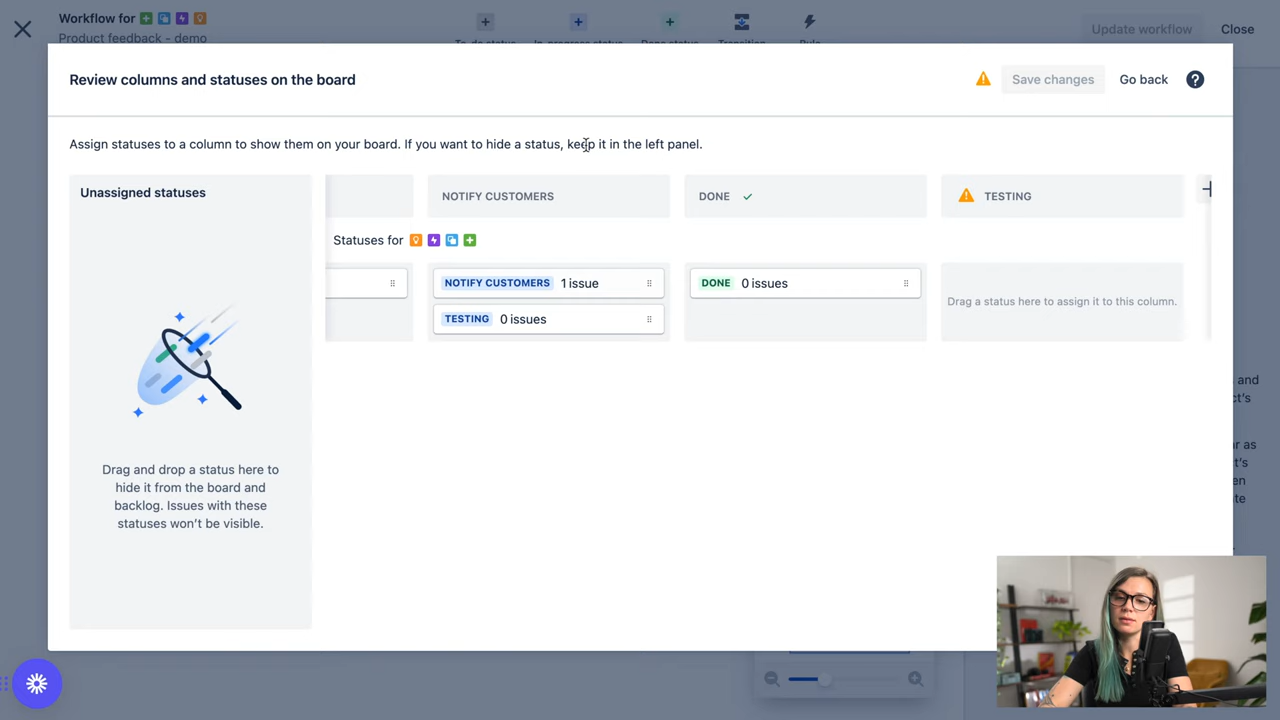 Workflow for
Product feedback - demo
Update workflow
Close
Review columns and statuses on the board
Save changes
Go back
?
Assign statuses to a column to show them on your board. If you want to hide a status, keep it in the left panel.
Unassigned statuses
NOTIFY CUSTOMERS
DONE
TESTING
Statuses for
NOTIFY CUSTOMERS 1 issue
DONE 0 issues
TESTING 0 issues
Drag a status here to assign it to this column.
Drag and drop a status here to
hide it from the board and
backlog. Issues with these
statuses won't be visible.
and